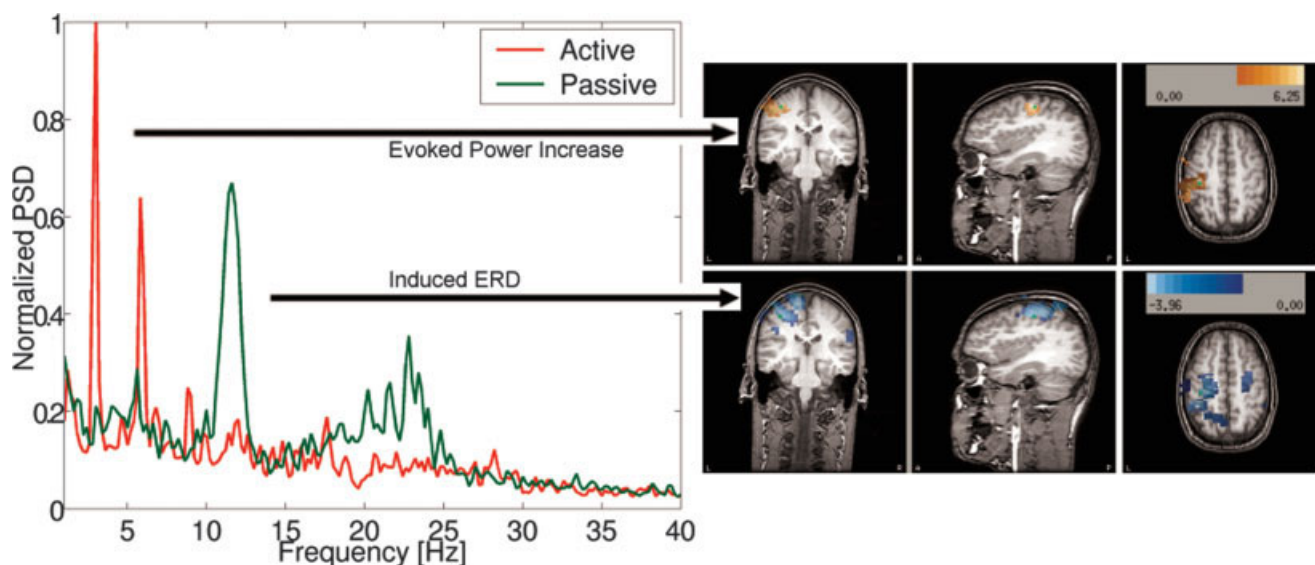 1
0.8
0.6
0.4
0.2
0
Normalized PSD
5 10 15 20 25 30 35 40
Frequency [Hz]
Active
Passive
Evoked Power Increase
Induced ERD
L R
A P
0.00 6.25
L
L R
A P
-3.96 0.00
L